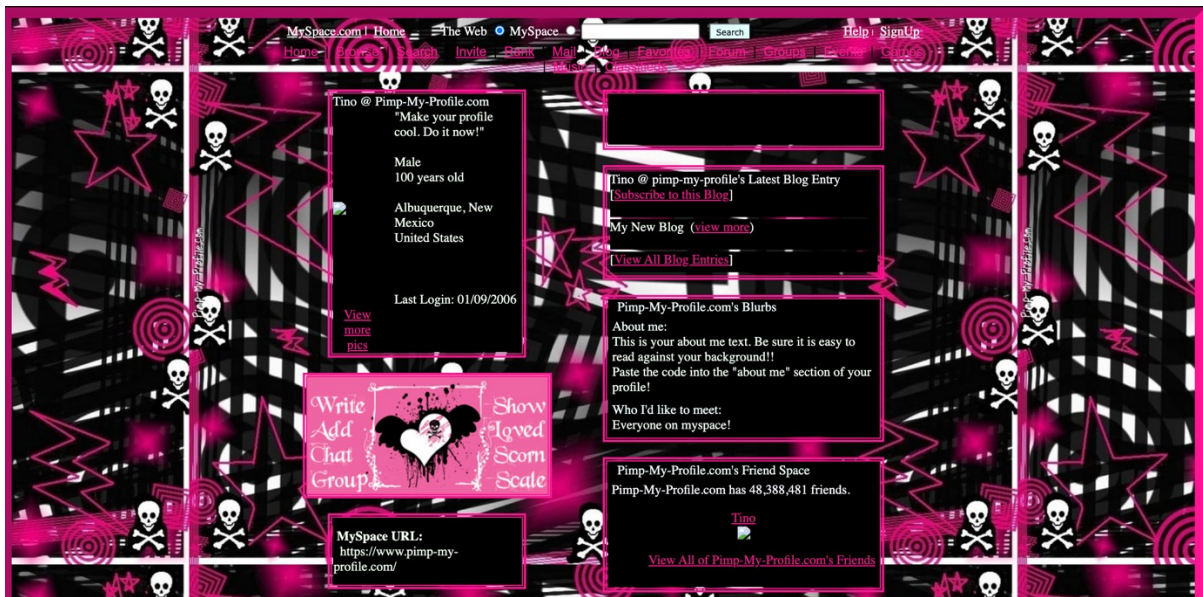 MySpace.com | Home The Web MySpace Search Help | SignUp
Home | Browse | Search | Invite | Rank | Mail | Blog | Favorites | Forum | Groups | Events | Games
| Music | Classifieds
Tino @ Pimp-My-Profile.com
"Make your profile
cool. Do it now!"
Male
100 years old
Albuquerque, New
Mexico
United States
Last Login: 01/09/2006
View
more
pics
Write
Add
Chat
Group
Show
Loved
Scorn
Scale
MySpace URL:
https://www.pimp-my-
profile.com/
Tino @ pimp-my-profile's Latest Blog Entry
[Subscribe to this Blog]
My New Blog (view more)
[View All Blog Entries]
Pimp-My-Profile.com's Blurbs
About me:
This is your about me text. Be sure it is easy to
read against your background!!
Paste the code into the "about me" section of your
profile!
Who I'd like to meet:
Everyone on myspace!
Pimp-My-Profile.com's Friend Space
Pimp-My-Profile.com has 48,388,481 friends.
Tino
View All of Pimp-My-Profile.com's Friends
Pimp-My-Profile.com
Pimp-My-Profile.com